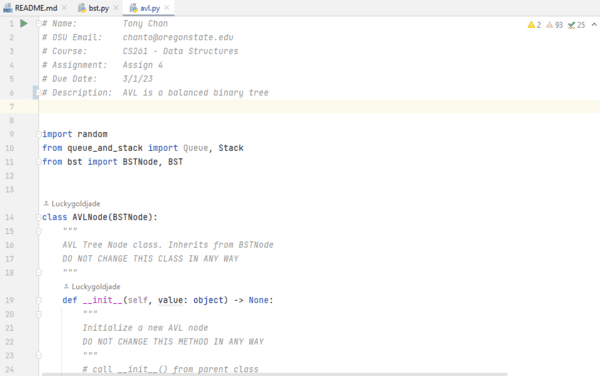 README.md bst.py avl.py
2 93 25
1 # Name: Tony Chan
2 # OSU Email: chanto@oregonstate.edu
3 # Course: CS261 - Data Structures
4 # Assignment: Assign 4
5 # Due Date: 3/1/23
6 # Description: AVL is a balanced binary tree
7
8
9 import random
10 from queue_and_stack import Queue, Stack
11 from bst import BSTNode, BST
12
13
Luckygoldjade
14 class AVLNode(BSTNode):
15 """
16 AVL Tree Node class. Inherits from BSTNode
17 DO NOT CHANGE THIS CLASS IN ANY WAY
18 """
Luckygoldjade
19 def __init__(self, value: object) -> None:
20 """
21 Initialize a new AVL node
22 DO NOT CHANGE THIS METHOD IN ANY WAY
23 """
24 # call __init__() from parent class